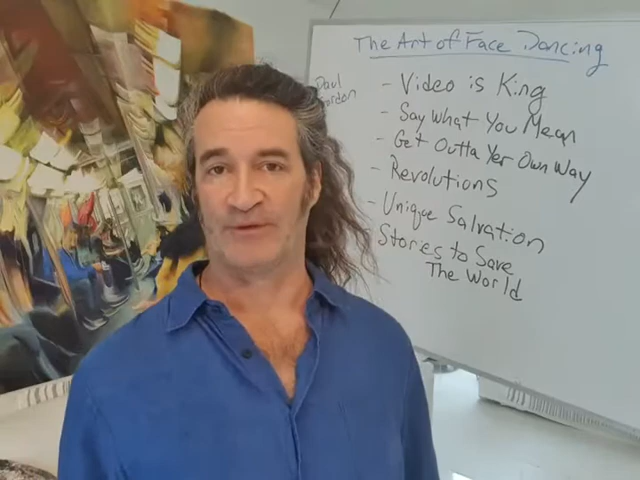 The Art of Face Dancing
Paul
- Video is King
- Say What You Mean
- Get Outta Yer Own Way
- Revolutions
- Unique Salvation
- Stories to Save
The World